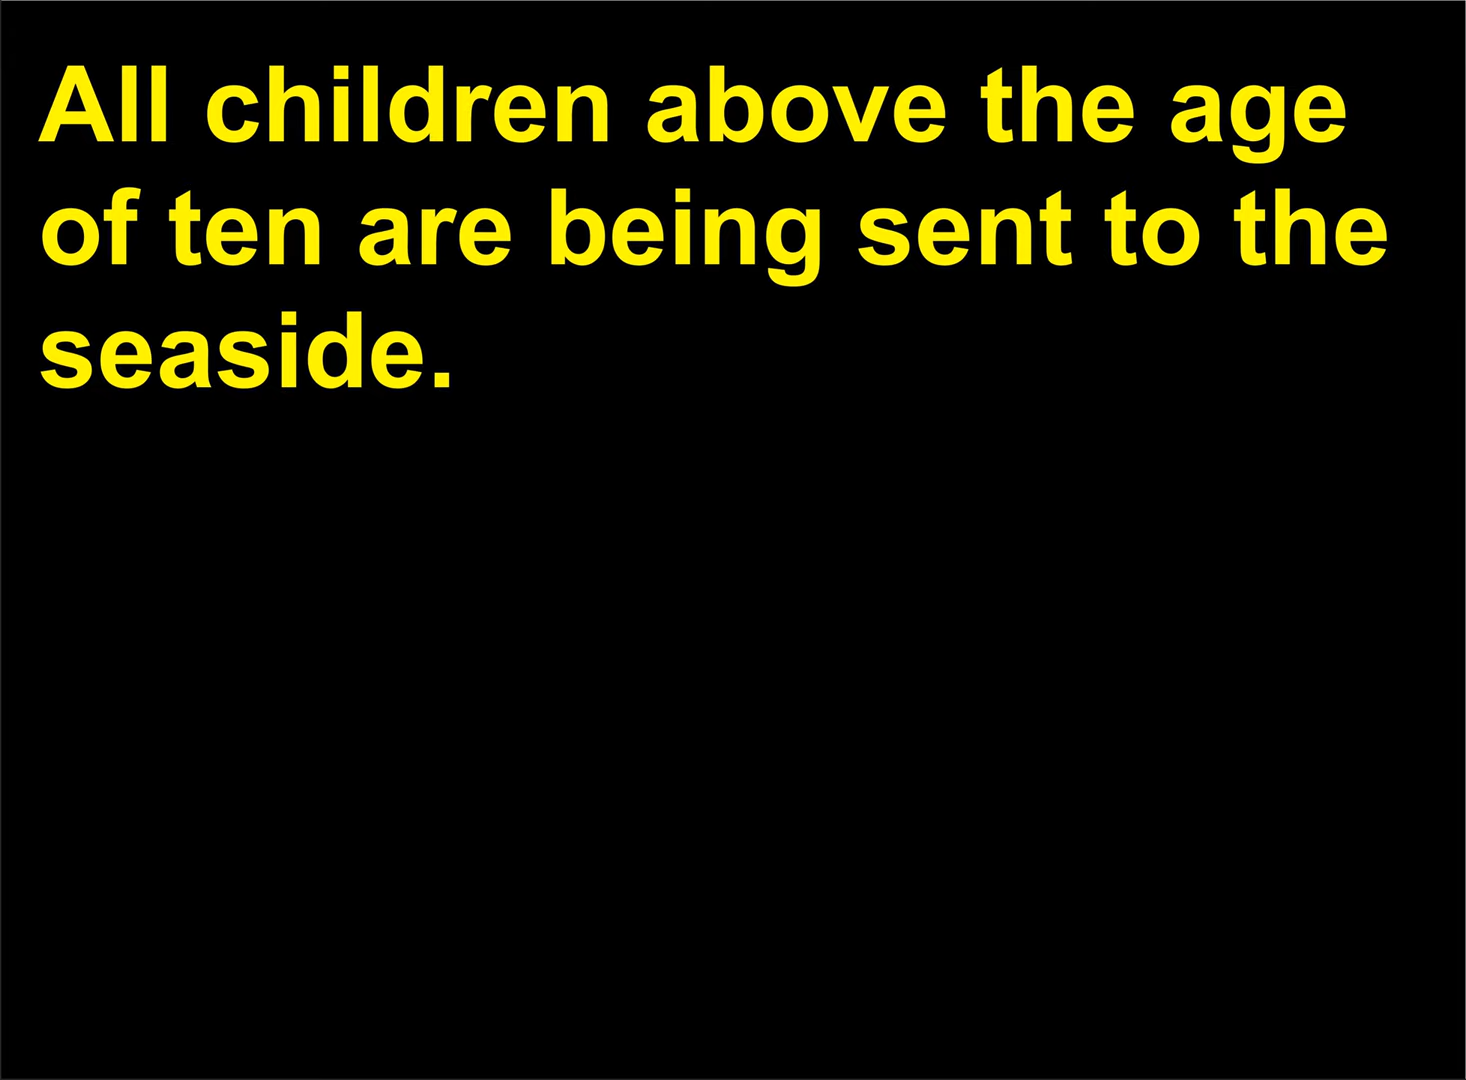 All children above the age
of ten are being sent to the
seaside.